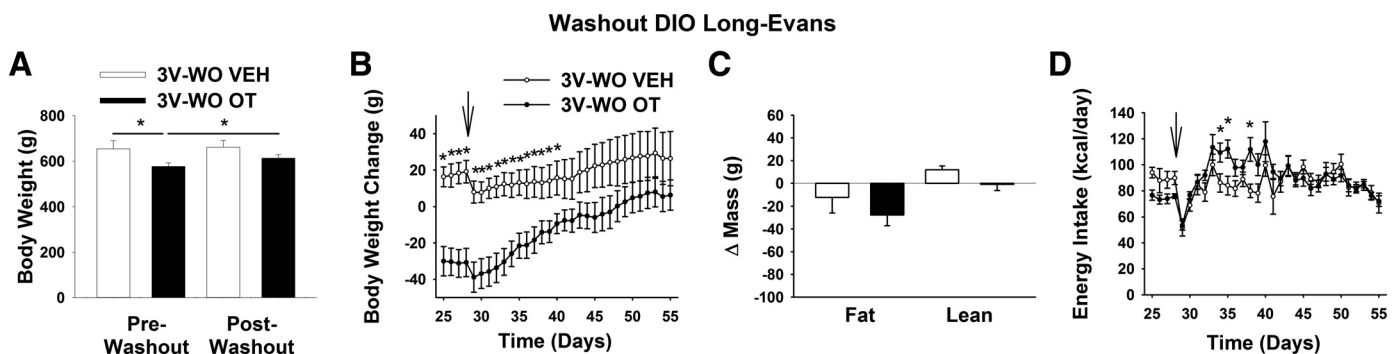 Washout DIO Long-Evans
A
3V-WO VEH
3V-WO OT
Body Weight (g)
800
600
400
200
0
*
*
Pre-
Washout
Post-
Washout
B
3V-WO VEH
3V-WO OT
Body Weight Change (g)
40
20
0
-20
-40
****
************
25 30 35 40 45 50 55
Time (Days)
C
Δ Mass (g)
60
40
20
0
-20
-40
-60
-80
-100
Fat Lean
D
Energy Intake (kcal/day)
140
120
100
80
60
40
20
0
* * *
25 30 35 40 45 50 55
Time (Days)